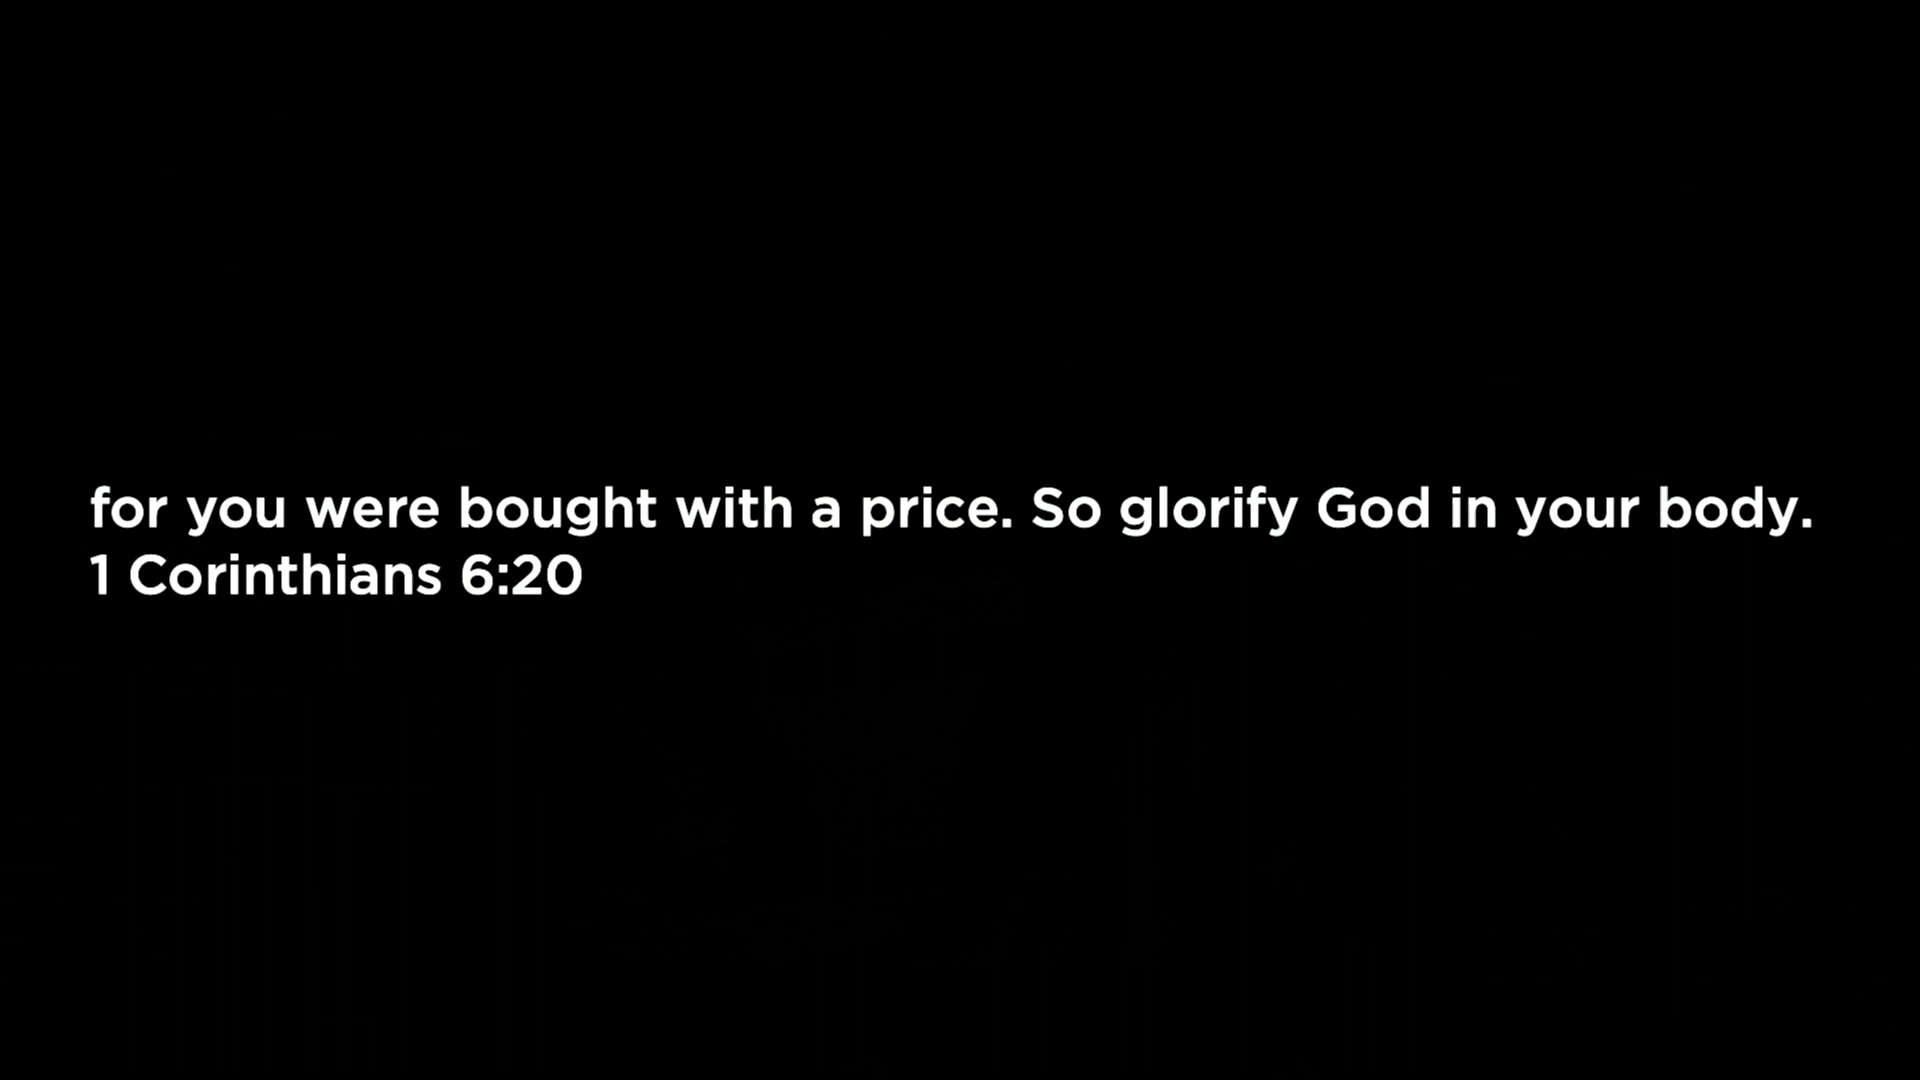 for you were bought with a price. So glorify God in your body.
1 Corinthians 6:20